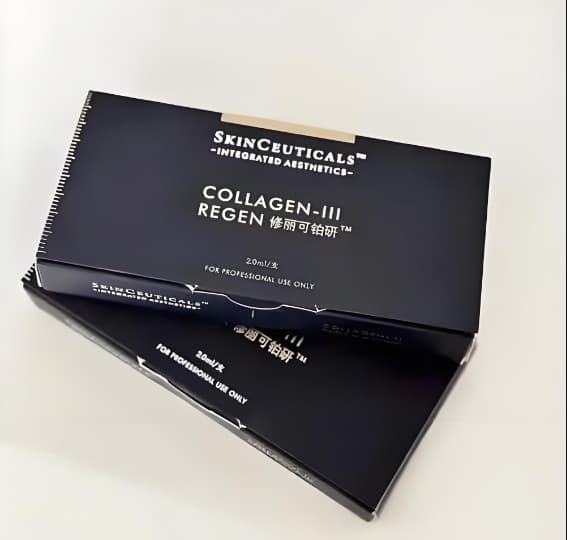 SKINCEUTICALS™
-INTEGRATED AESTHETICS-
COLLAGEN-III
REGEN 修丽可铂研™
2.0ml/支
FOR PROFESSIONAL USE ONLY
SKINCEUTICALS™
-INTEGRATED AESTHETICS-
III
修丽可铂研™
2.0ml/支
FOR PROFESSIONAL USE ONLY